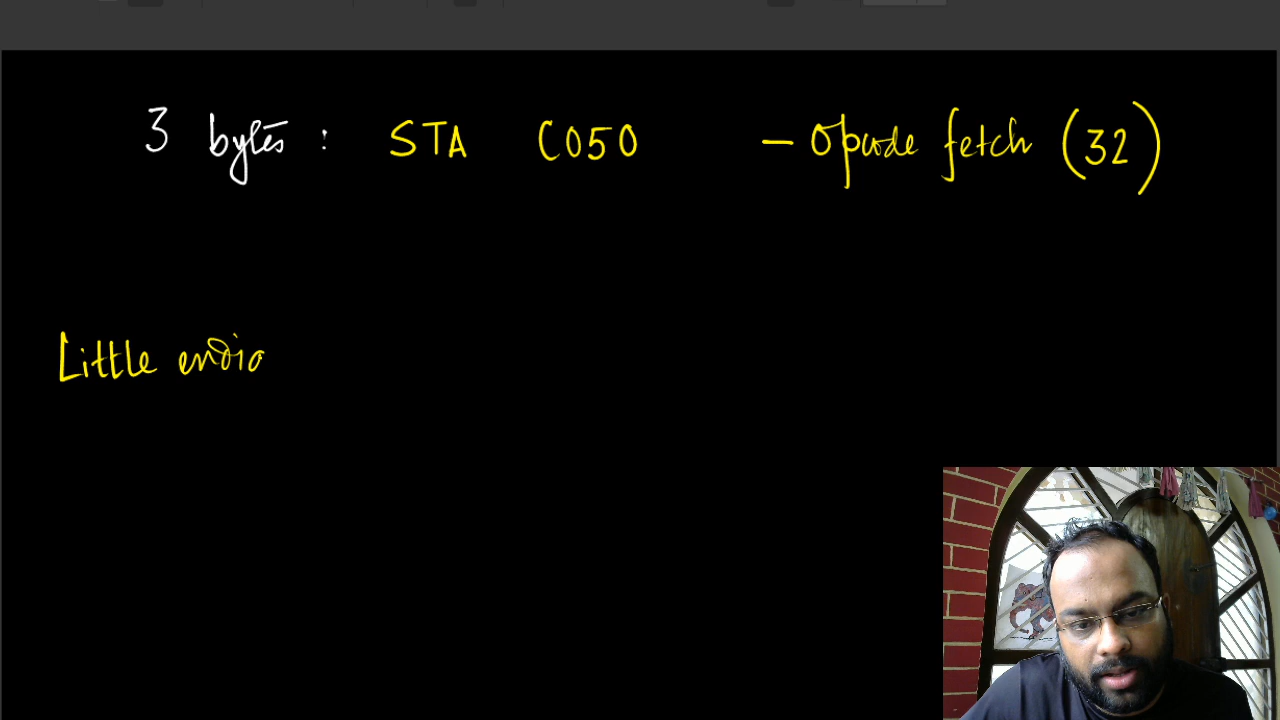 3 bytes : STA C050 - Opcode fetch (32)
Little endia